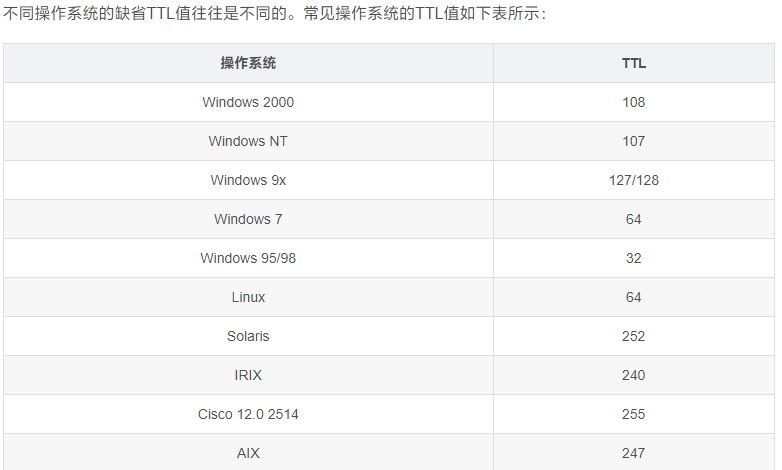 不同操作系统的缺省TTL值往往是不同的。常见操作系统的TTL值如下表所示：
操作系统 TTL
Windows 2000 108
Windows NT 107
Windows 9x 127/128
Windows 7 64
Windows 95/98 32
Linux 64
Solaris 252
IRIX 240
Cisco 12.0 2514 255
AIX 247